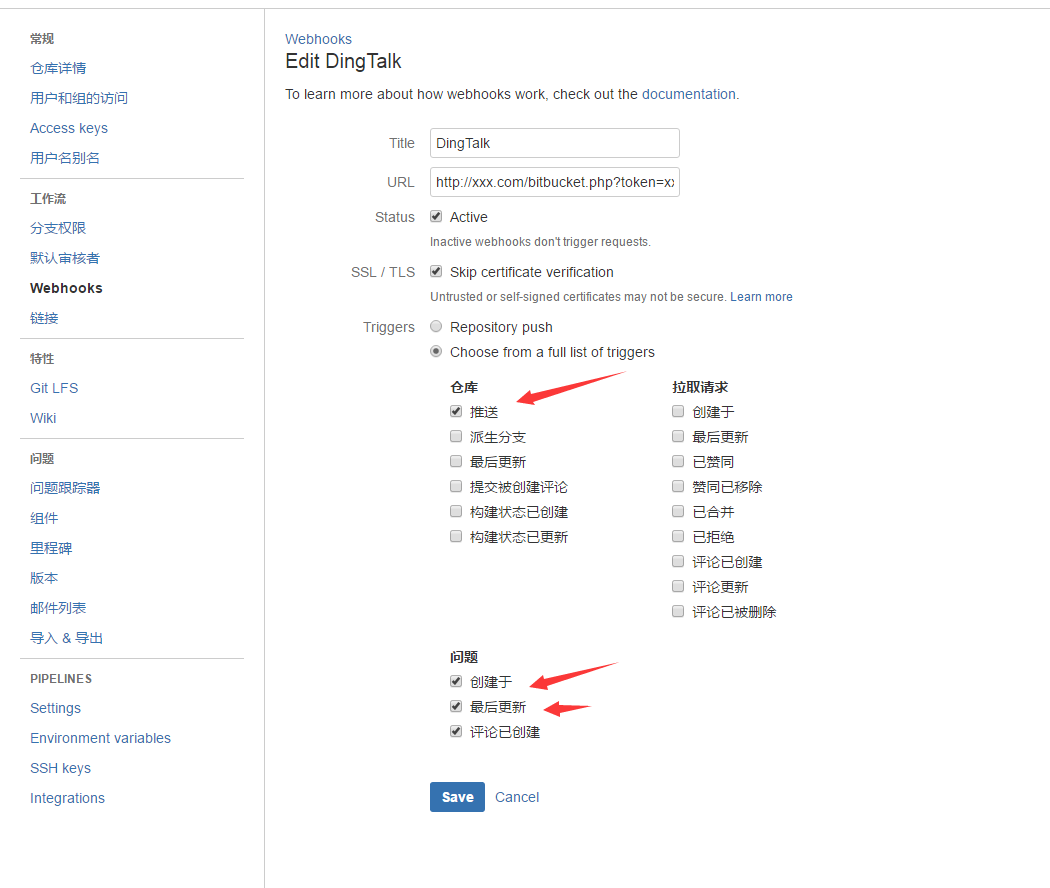 常规
仓库详情
用户和组的访问
Access keys
用户名别名
工作流
分支权限
默认审核者
Webhooks
链接
特性
Git LFS
Wiki
问题
问题跟踪器
组件
里程碑
版本
邮件列表
导入 & 导出
PIPELINES
Settings
Environment variables
SSH keys
Integrations
Webhooks
Edit DingTalk
To learn more about how webhooks work, check out the documentation.
Title DingTalk
URL http://xxx.com/bitbucket.php?token=xx
Status Active
Inactive webhooks don't trigger requests.
SSL / TLS Skip certificate verification
Untrusted or self-signed certificates may not be secure. Learn more
Triggers Repository push
Choose from a full list of triggers
仓库
推送
派生分支
最后更新
提交被创建评论
构建状态已创建
构建状态已更新
拉取请求
创建于
最后更新
已赞同
赞同已移除
已合并
已拒绝
评论已创建
评论更新
评论已被删除
问题
创建于
最后更新
评论已创建
Save Cancel